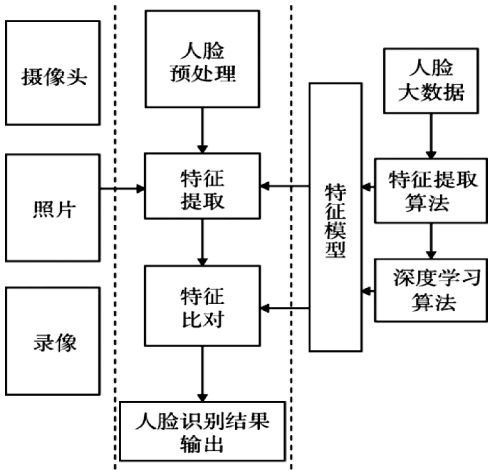 摄像头
照片
录像
人脸
预处理
特征
提取
特征
比对
人脸识别结果
输出
特征模型
人脸
大数据
特征提取
算法
深度学习
算法